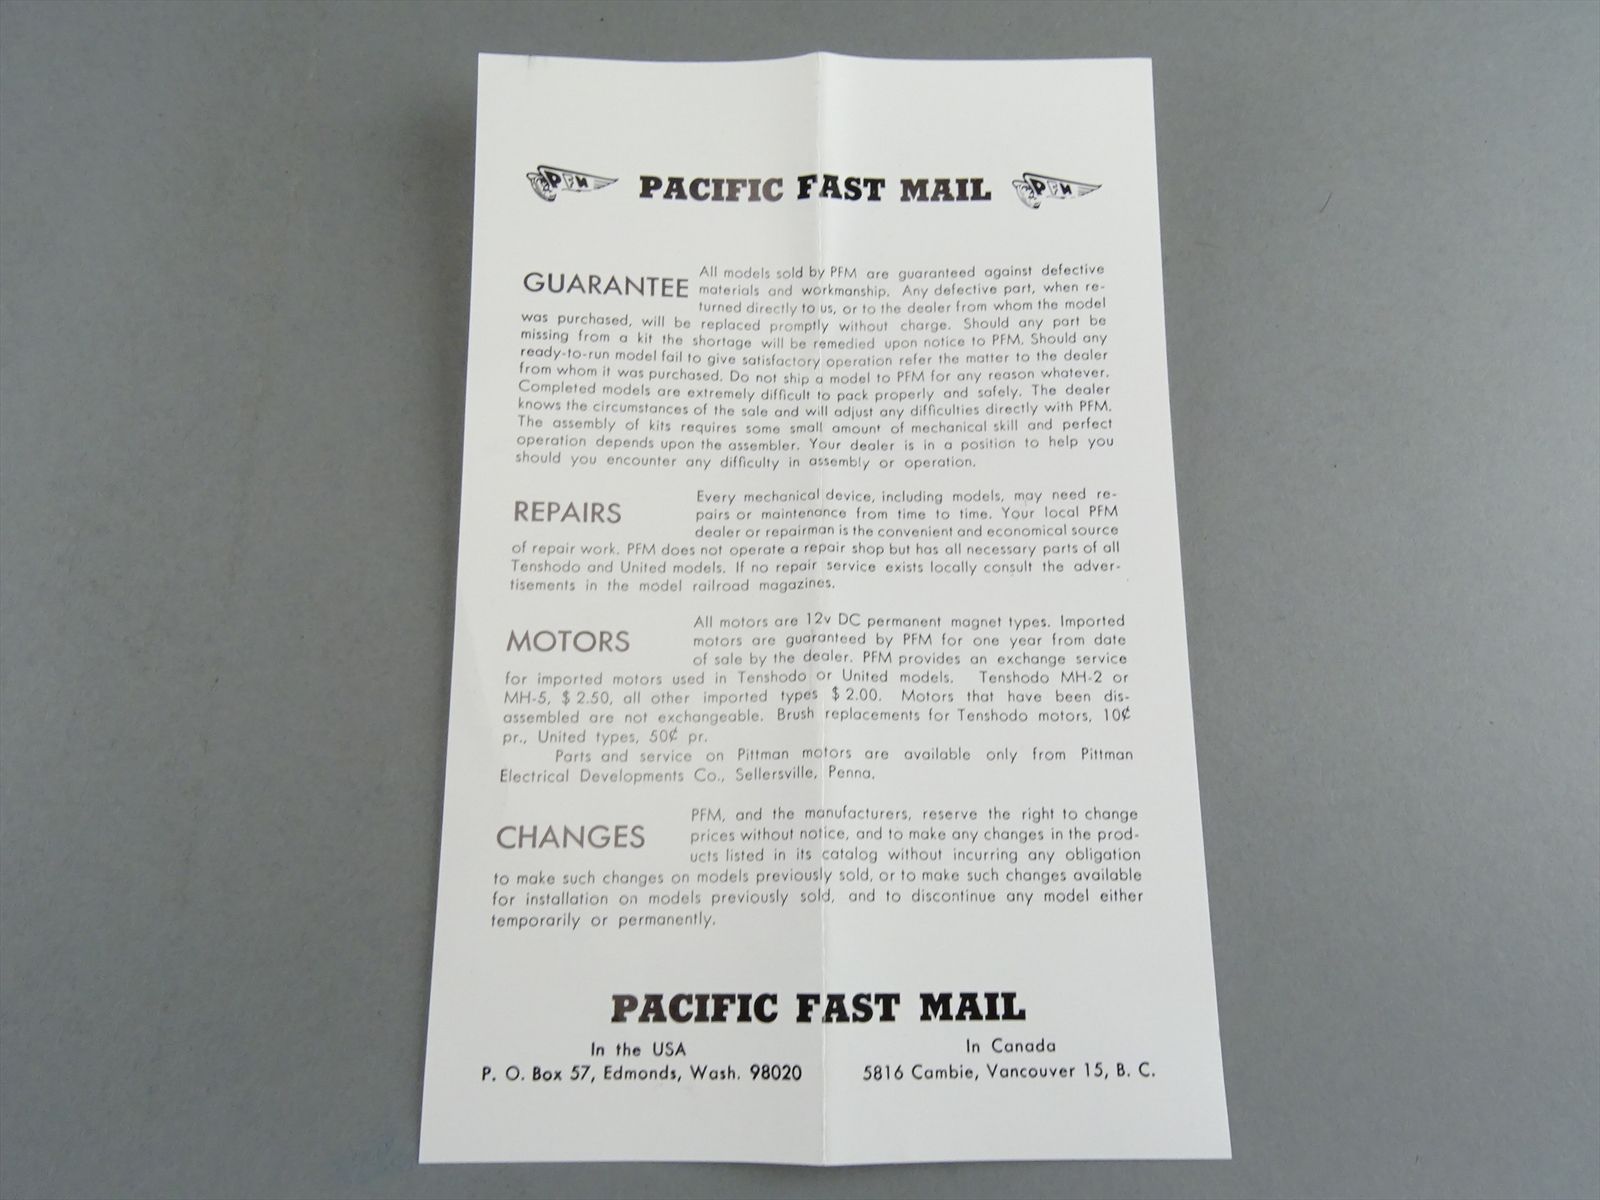 PFM PACIFIC FAST MAIL PFM
GUARANTEE All models sold by PFM are guaranteed against defective
materials and workmanship. Any defective part, when re-
turned directly to us, or to the dealer from whom the model
was purchased, will be replaced promptly without charge. Should any part be
missing from a kit the shortage will be remedied upon notice to PFM. Should any
ready-to-run model fail to give satisfactory operation refer the matter to the dealer
from whom it was purchased. Do not ship a model to PFM for any reason whatever.
Completed models are extremely difficult to pack properly and safely. The dealer
knows the circumstances of the sale and will adjust any difficulties directly with PFM.
The assembly of kits requires some small amount of mechanical skill and perfect
operation depends upon the assembler. Your dealer is in a position to help you
should you encounter any difficulty in assembly or operation.
REPAIRS Every mechanical device, including models, may need re-
pairs or maintenance from time to time. Your local PFM
dealer or repairman is the convenient and economical source
of repair work. PFM does not operate a repair shop but has all necessary parts of all
Tenshodo and United models. If no repair service exists locally consult the adver-
tisements in the model railroad magazines.
MOTORS All motors are 12v DC permanent magnet types. Imported
motors are guaranteed by PFM for one year from date
of sale by the dealer. PFM provides an exchange service
for imported motors used in Tenshodo or United models. Tenshodo MH-2 or
MH-5, $ 2.50, all other imported types $ 2.00. Motors that have been dis-
assembled are not exchangeable. Brush replacements for Tenshodo motors, 10¢
pr., United types, 50¢ pr.
Parts and service on Pittman motors are available only from Pittman
Electrical Developments Co., Sellersville, Penna.
CHANGES PFM, and the manufacturers, reserve the right to change
prices without notice, and to make any changes in the prod-
ucts listed in its catalog without incurring any obligation
to make such changes on models previously sold, or to make such changes available
for installation on models previously sold, and to discontinue any model either
temporarily or permanently.
PACIFIC FAST MAIL
In the USA
P. O. Box 57, Edmonds, Wash. 98020
In Canada
5816 Cambie, Vancouver 15, B. C.